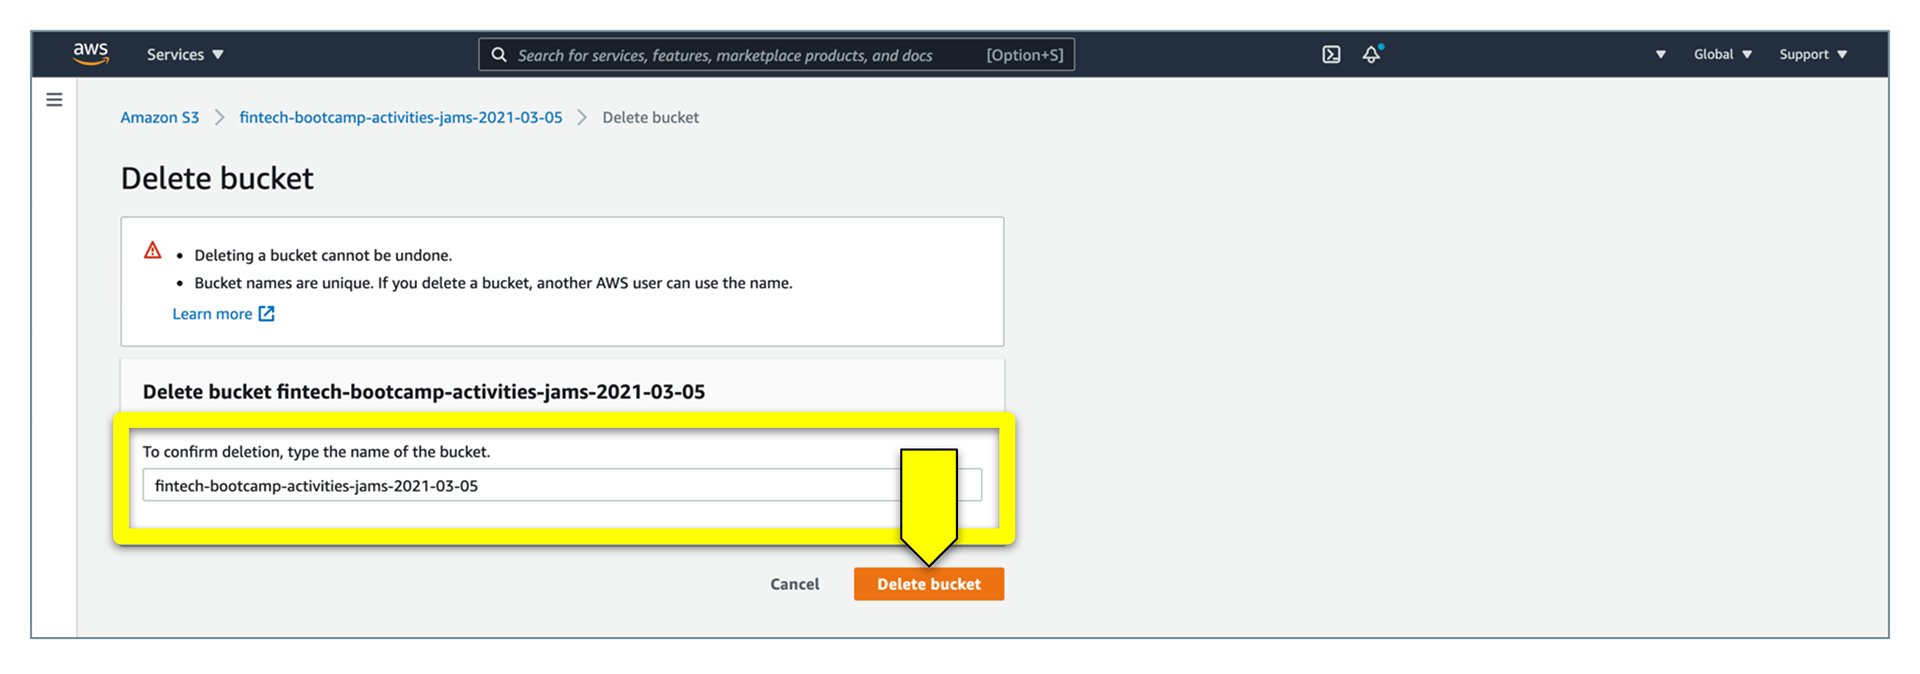 aws Services Search for services, features, marketplace products, and docs [Option+S] Global Support
Amazon S3 fintech-bootcamp-activities-jams-2021-03-05 Delete bucket
Delete bucket
Deleting a bucket cannot be undone.
Bucket names are unique. If you delete a bucket, another AWS user can use the name.
Learn more
Delete bucket fintech-bootcamp-activities-jams-2021-03-05
To confirm deletion, type the name of the bucket.
fintech-bootcamp-activities-jams-2021-03-05
Cancel Delete bucket